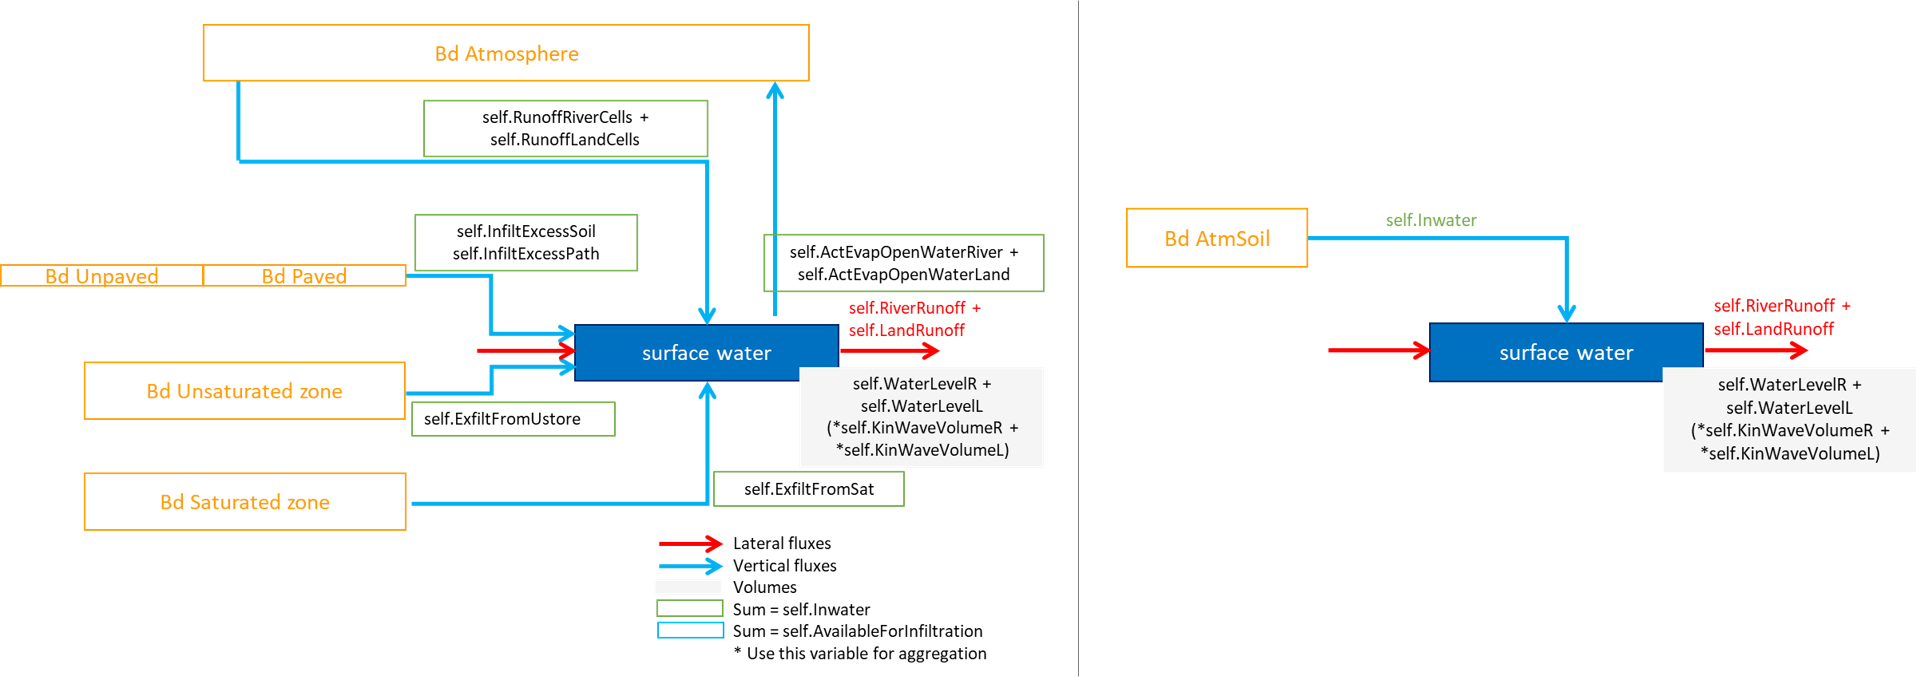 Bd Atmosphere
self.RunoffRiverCells +
self.RunoffLandCells
self.InfiltExcessSoil
self.InfiltExcessPath
self.ActEvapOpenWaterRiver +
self.ActEvapOpenWaterLand
Bd Unpaved
Bd Paved
self.RiverRunoff +
self.LandRunoff
surface water
Bd Unsaturated zone
self.ExfiltFromUstore
self.WaterLevelR +
self.WaterLevelL
(*self.KinWaveVolumeR +
*self.KinWaveVolumeL)
Bd Saturated zone
self.ExfiltFromSat
Lateral fluxes
Vertical fluxes
Volumes
Sum = self.Inwater
Sum = self.AvailableForInfiltration
* Use this variable for aggregation
Bd AtmSoil
self.Inwater
self.RiverRunoff +
self.LandRunoff
surface water
self.WaterLevelR +
self.WaterLevelL
(*self.KinWaveVolumeR +
*self.KinWaveVolumeL)